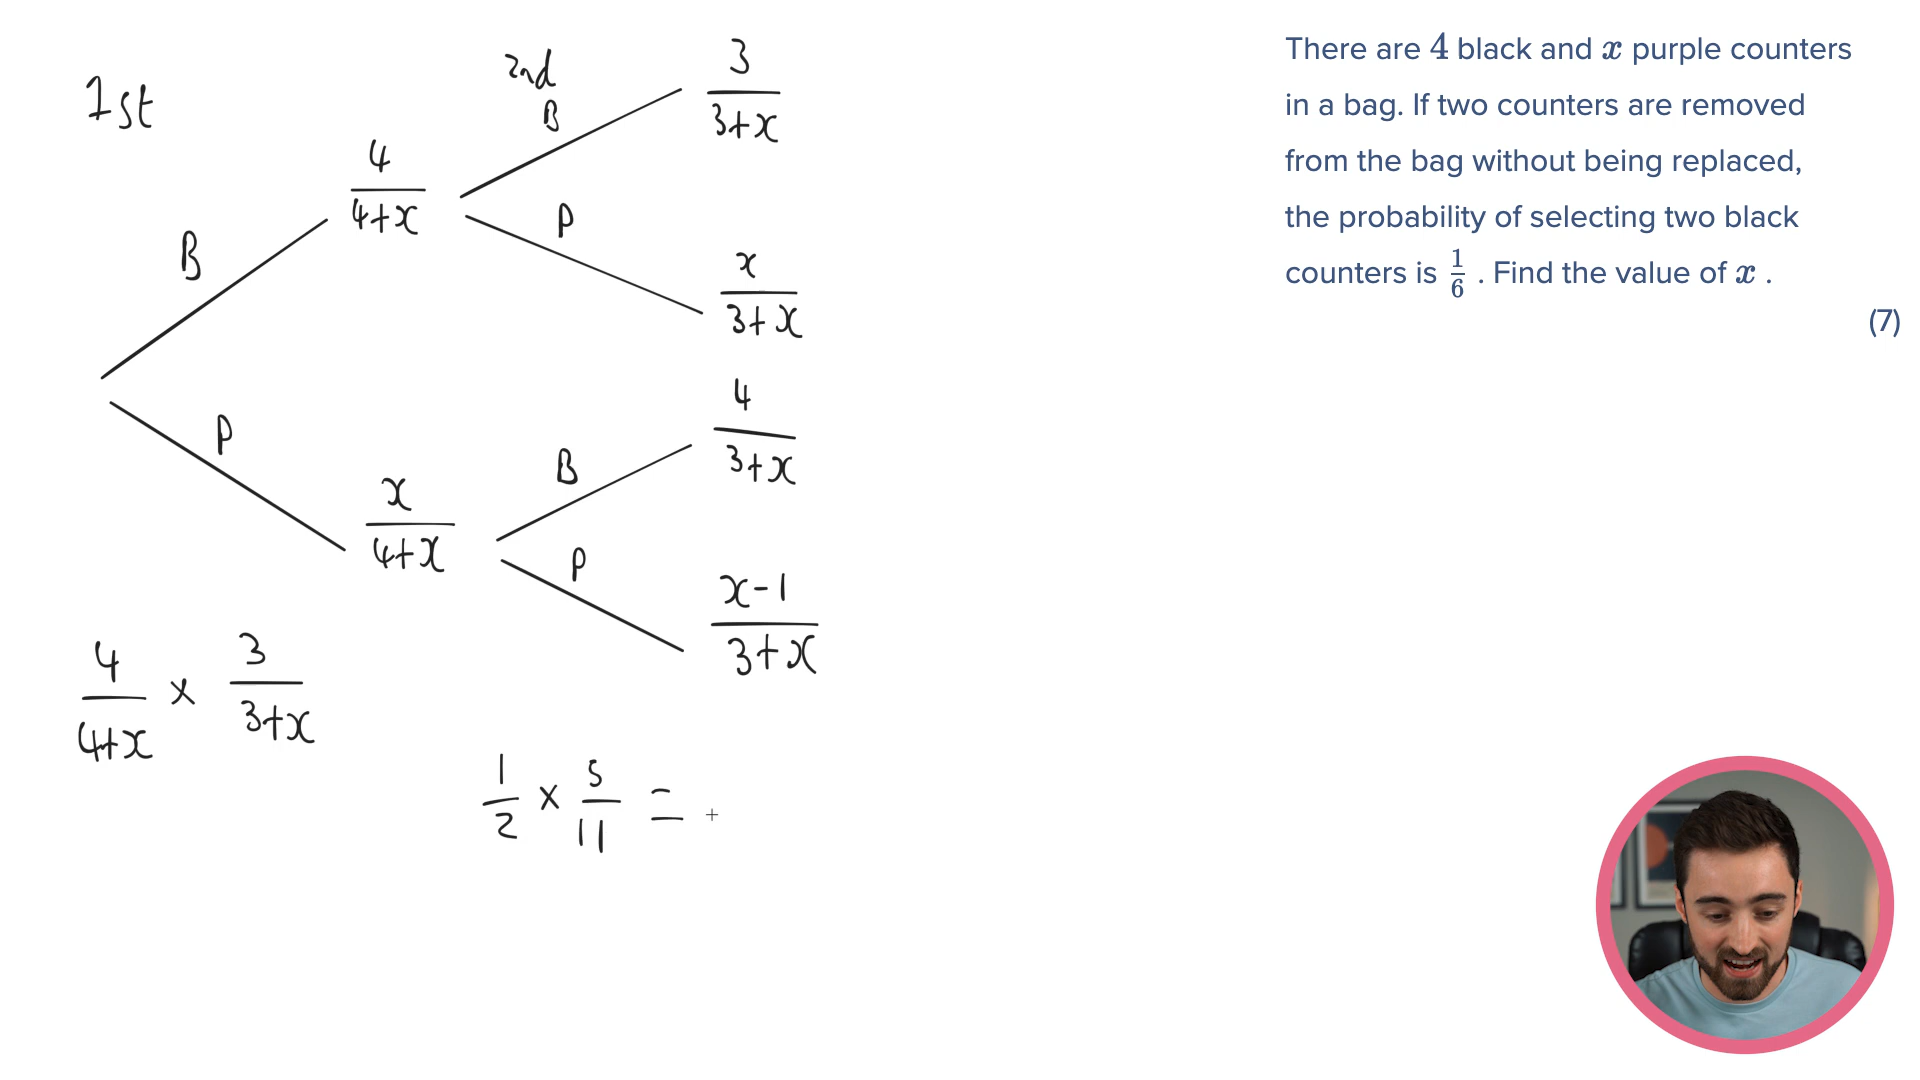 1st
2nd
B
3/(3+x)
4/(4+x)
B
P
x/(3+x)
P
4/(3+x)
B
x/(4+x)
P
(x-1)/(3+x)
4/(4+x) × 3/(3+x)
1/2 × 5/11 =
There are 4 black and x purple counters
in a bag. If two counters are removed
from the bag without being replaced,
the probability of selecting two black
counters is 1/6 . Find the value of x .
(7)